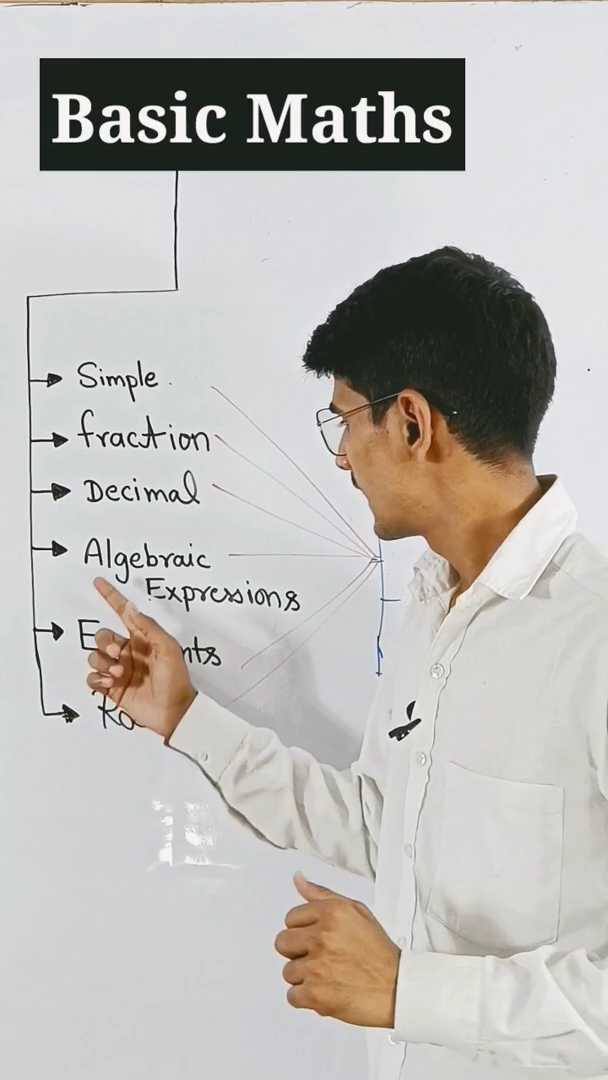 Basic Maths
Simple
fraction
Decimal
Algebraic
Expressions